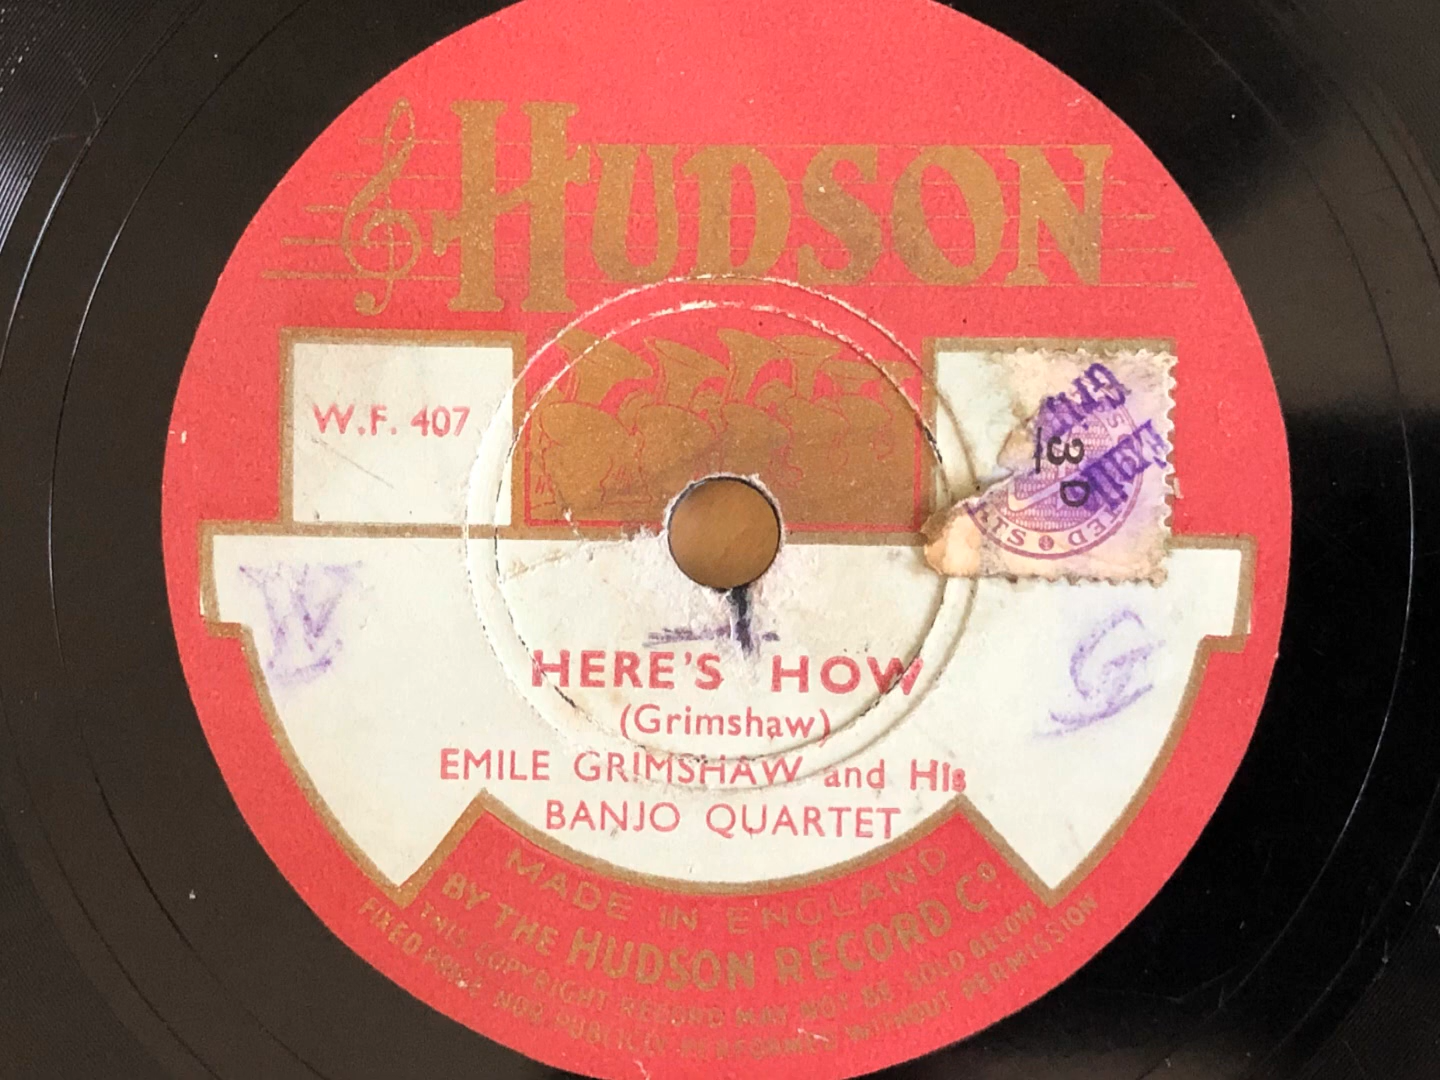 HUDSON
W.F. 407
3D
W
G
HERE'S HOW
(Grimshaw)
EMILE GRIMSHAW and His
BANJO QUARTET
MADE IN ENGLAND
BY THE HUDSON RECORD Cº
THIS COPYRIGHT RECORD MAY NOT BE SOLD BELOW
FIXED PRICE NOR PUBLICLY PERFORMED WITHOUT PERMISSION